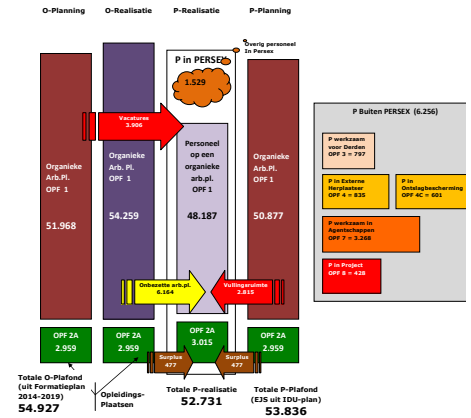 O-Planning
O-Realisatie
P-Realisatie
P-Planning
P in PERSEX
Overig personeel
In Persex
1.529
Vacatures
3.906
Organieke
Arb.Pl.
OPF 1
51.968
Organieke
Arb. Pl.
OPF 1
54.259
Personeel
op een
organieke
arb.pl.
OPF 1
48.187
Organieke
Arb.Pl.
OPF 1
50.877
P Buiten PERSEX (6.256)
P werkzaam
voor Derden
OPF 3 = 797
P in Externe
Herplaatser
OPF 4 = 835
P in
Ontslagbescherming
OPF 4C = 601
P werkzaam in
Agentschappen
OPF 7 = 3.268
P in Project
OPF 8 = 428
Onbezette arb.pl.
6.164
Vullingsruimte
2.815
OPF 2A
2.959
OPF 2A
2.959
OPF 2A
3.015
OPF 2A
2.959
Surplus
477
Surplus
477
Totale O-Plafond
(uit Formatieplan
2014-2019)
54.927
Opleidings-
Plaatsen
Totale P-realisatie
52.731
Totale P-Plafond
(EJS uit IDU-plan)
53.836